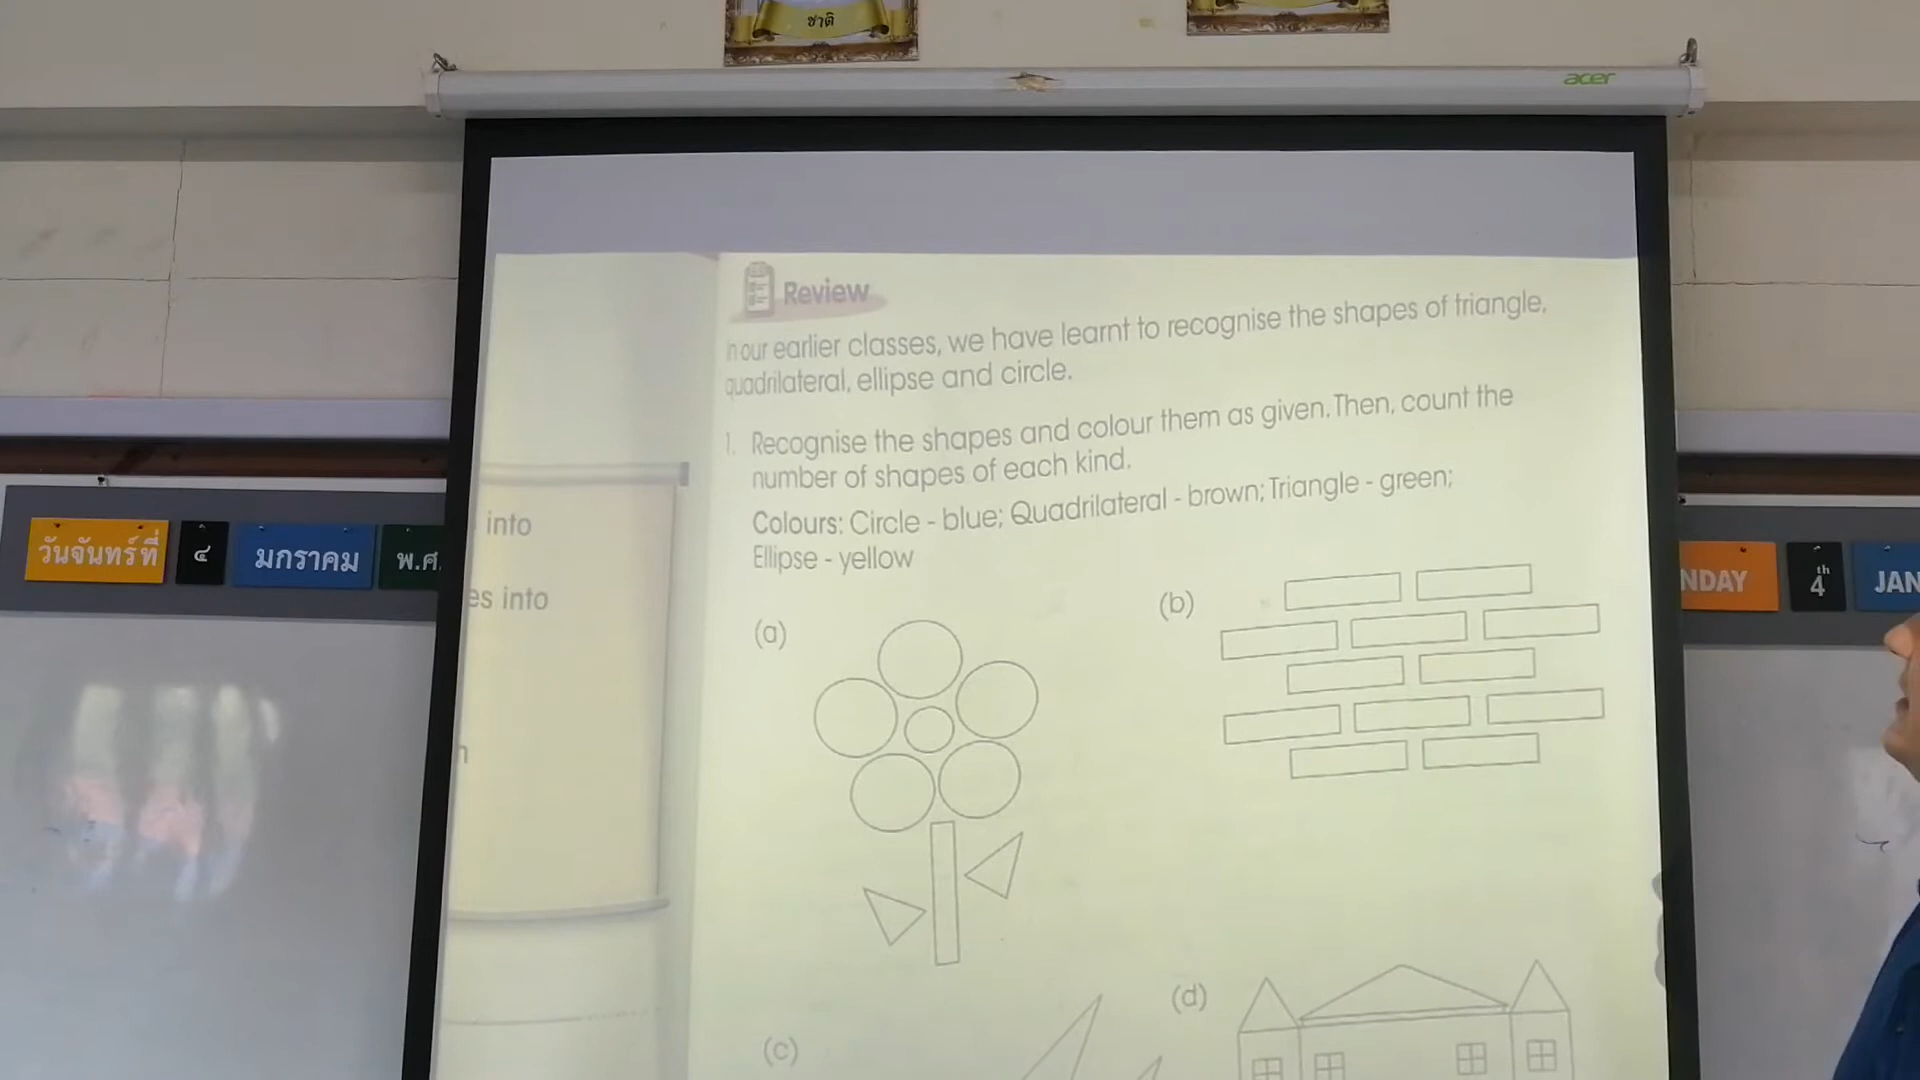 ชาติ
acer
Review
In our earlier classes, we have learnt to recognise the shapes of triangle,
quadrilateral, ellipse and circle.
1. Recognise the shapes and colour them as given. Then, count the
number of shapes of each kind.
Colours: Circle - blue; Quadrilateral - brown; Triangle - green;
Ellipse - yellow
into
es into
(a)
(b)
(c)
(d)
วันจันทร์ที่ ๔ มกราคม พ.ศ.
NDAY 4th JAN